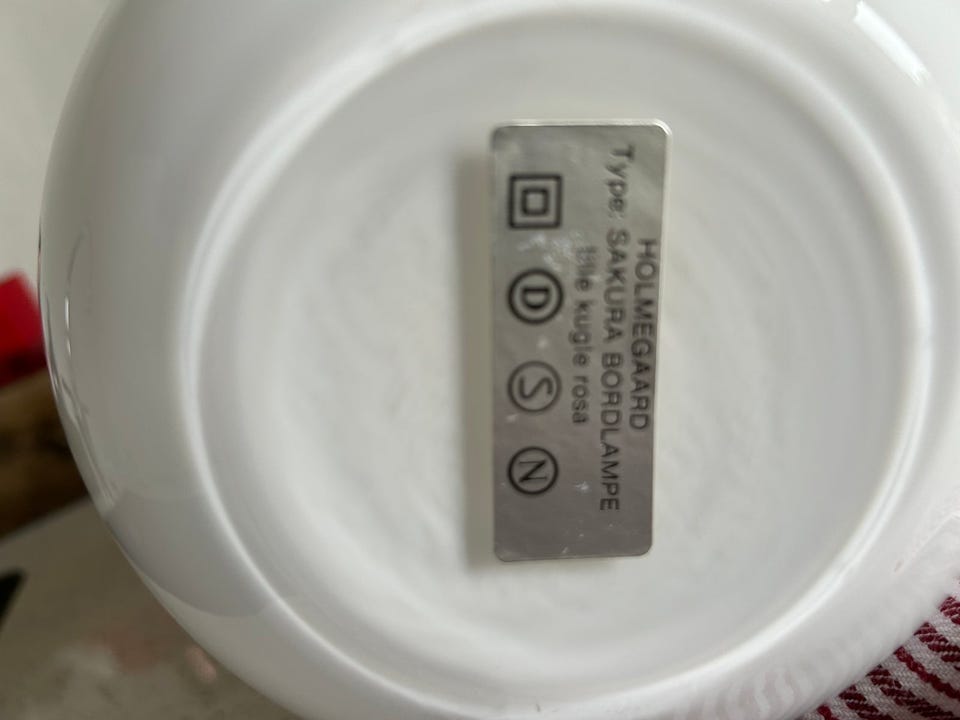 HOLMEGAARD
Type: SAKURA BORDLAMPE
lille kugle rosa
D S N